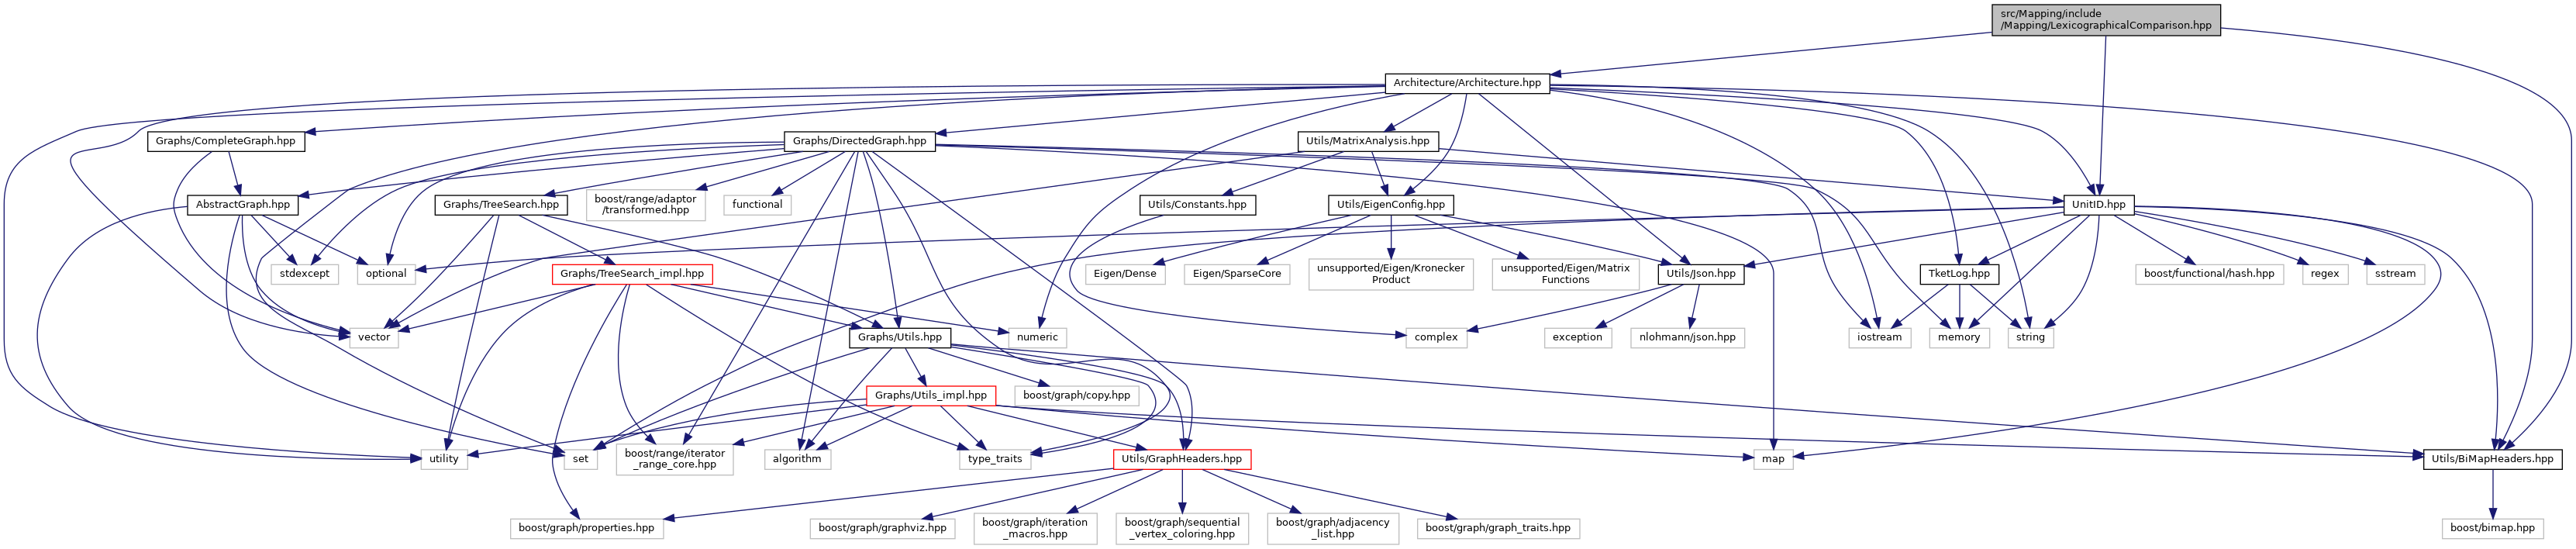 src/Mapping/include
/Mapping/LexicographicalComparison.hpp
Architecture/Architecture.hpp
Graphs/CompleteGraph.hpp
Graphs/DirectedGraph.hpp
Utils/MatrixAnalysis.hpp
AbstractGraph.hpp
Graphs/TreeSearch.hpp
boost/range/adaptor
/transformed.hpp
functional
Utils/Constants.hpp
Utils/EigenConfig.hpp
UnitID.hpp
stdexcept
optional
Graphs/TreeSearch_impl.hpp
Eigen/Dense
Eigen/SparseCore
unsupported/Eigen/Kronecker
Product
unsupported/Eigen/Matrix
Functions
Utils/Json.hpp
TketLog.hpp
boost/functional/hash.hpp
regex
sstream
vector
Graphs/Utils.hpp
numeric
complex
exception
nlohmann/json.hpp
iostream
memory
string
Graphs/Utils_impl.hpp
boost/graph/copy.hpp
utility
set
boost/range/iterator
_range_core.hpp
algorithm
type_traits
Utils/GraphHeaders.hpp
map
Utils/BiMapHeaders.hpp
boost/graph/properties.hpp
boost/graph/graphviz.hpp
boost/graph/iteration
_macros.hpp
boost/graph/sequential
_vertex_coloring.hpp
boost/graph/adjacency
_list.hpp
boost/graph/graph_traits.hpp
boost/bimap.hpp